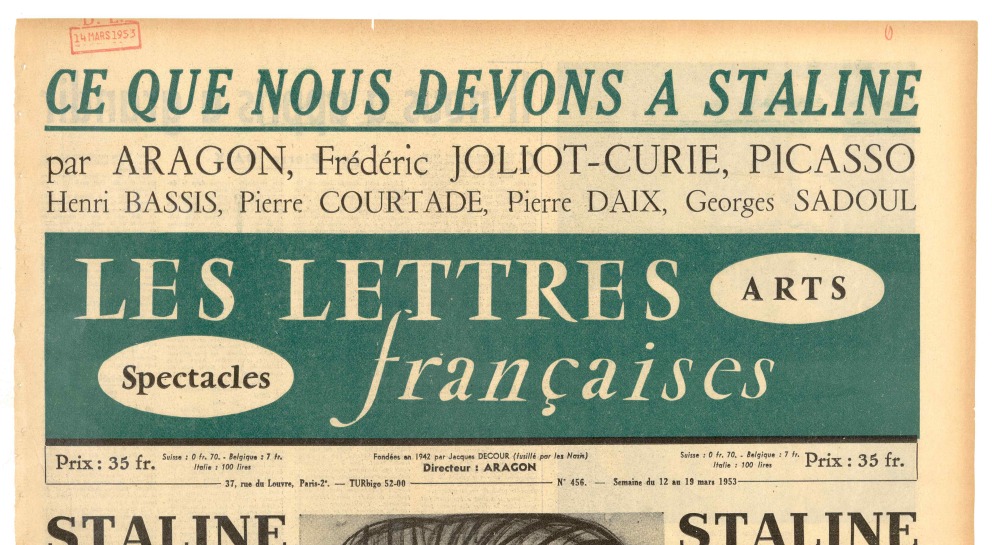 14 MARS 1953
CE QUE NOUS DEVONS A STALINE
par ARAGON, Frédéric JOLIOT-CURIE, PICASSO
Henri BASSIS, Pierre COURTADE, Pierre DAIX, Georges SADOUL
LES LETTRES
ARTS
françaises
Spectacles
Prix : 35 fr.
Suisse : 0 fr. 70. - Belgique : 7 fr.
Italie : 100 lires
Fondées en 1942 par Jacques DECOUR (fusillé par les Nazis)
Directeur : ARAGON
Suisse : 0 fr. 70. - Belgique : 7 fr.
Italie : 100 lires
Prix : 35 fr.
37, rue du Louvre, Paris-2e. — TURbigo 52-00
N° 456. — Semaine du 12 au 19 mars 1953
STALINE
STALINE